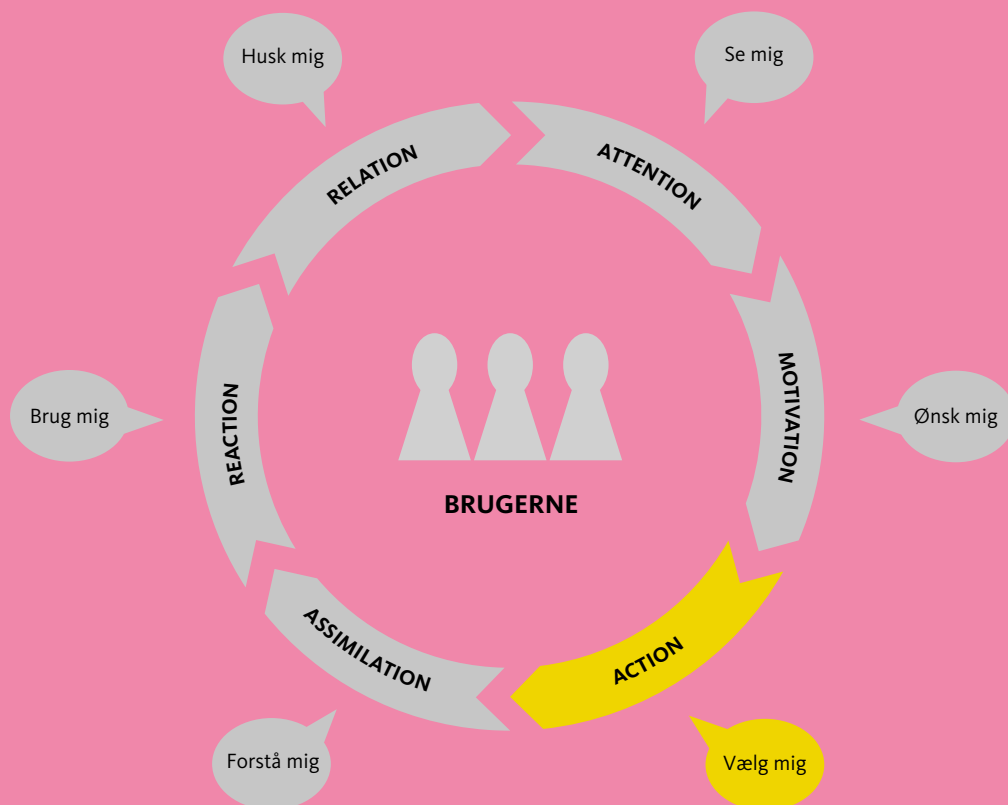 Husk mig
Se mig
RELATION
ATTENTION
Brug mig
REACTION
MOTIVATION
Ønsk mig
BRUGERNE
ASSIMILATION
ACTION
Forstå mig
Vælg mig